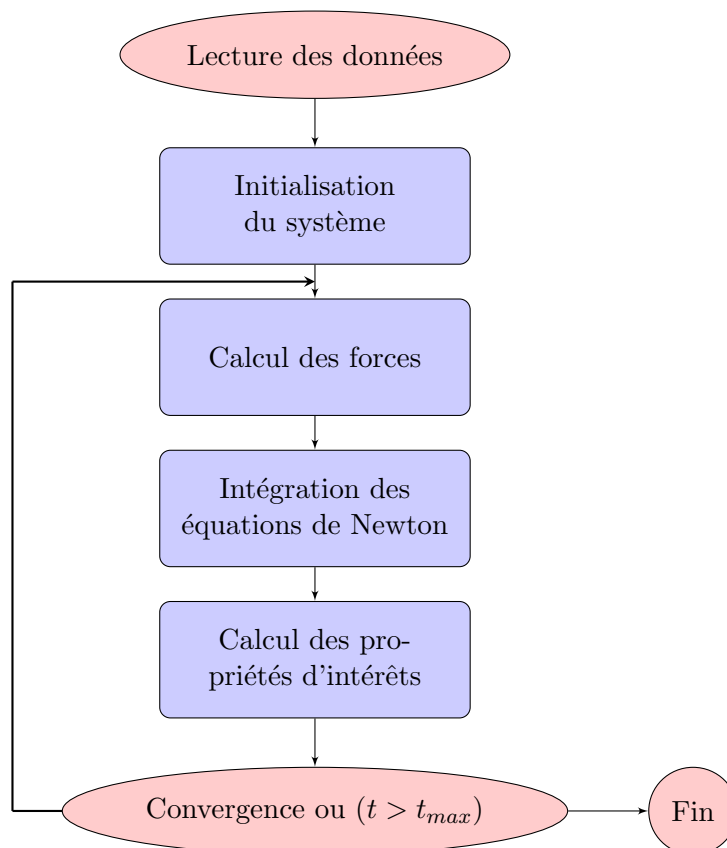 Lecture des données
Initialisation
du système
Calcul des forces
Intégration des
équations de Newton
Calcul des pro-
priétés d'intérêts
Convergence ou (t > t_max)
Fin